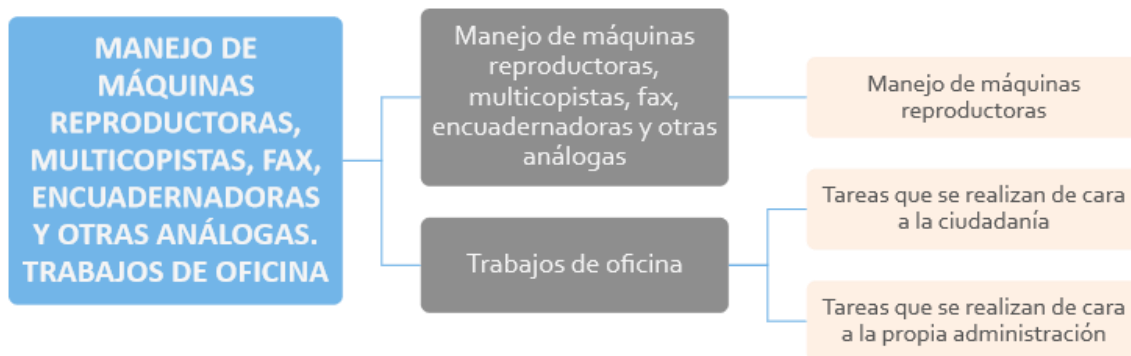 MANEJO DE
MÁQUINAS
REPRODUCTORAS,
MULTICOPISTAS, FAX,
ENCUADERNADORAS
Y OTRAS ANÁLOGAS.
TRABAJOS DE OFICINA
Manejo de máquinas
reproductoras,
multicopistas, fax,
encuadernadoras y otras
análogas
Manejo de máquinas
reproductoras
Trabajos de oficina
Tareas que se realizan de cara
a la ciudadanía
Tareas que se realizan de cara
a la propia administración